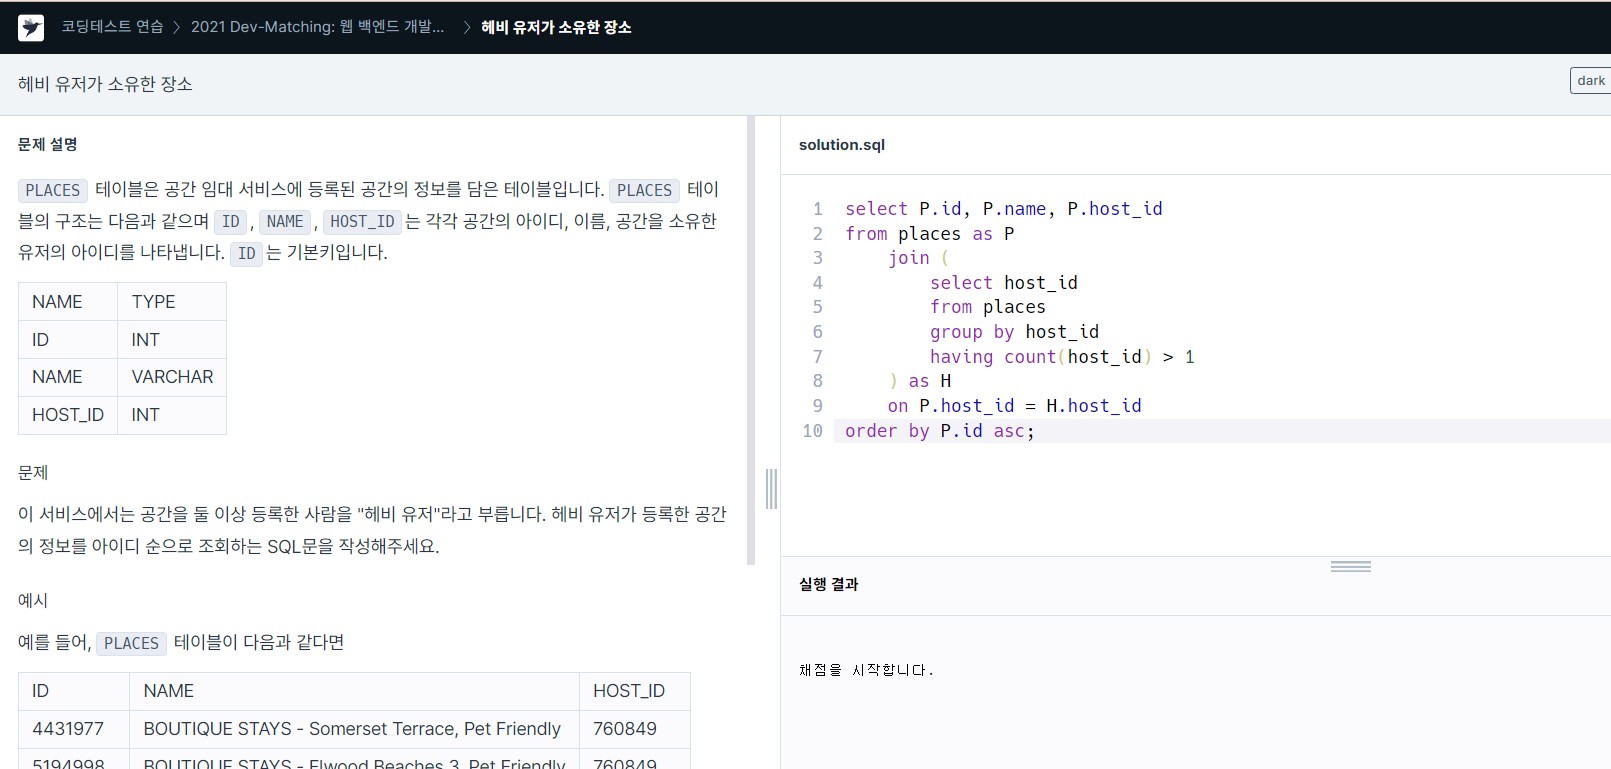 코딩테스트 연습 > 2021 Dev-Matching: 웹 백엔드 개발... > 헤비 유저가 소유한 장소
헤비 유저가 소유한 장소
dark
문제 설명
PLACES 테이블은 공간 임대 서비스에 등록된 공간의 정보를 담은 테이블입니다. PLACES 테이
블의 구조는 다음과 같으며 ID, NAME, HOST_ID는 각각 공간의 아이디, 이름, 공간을 소유한
유저의 아이디를 나타냅니다. ID는 기본키입니다.
NAME TYPE
ID INT
NAME VARCHAR
HOST_ID INT
문제
이 서비스에서는 공간을 둘 이상 등록한 사람을 "헤비 유저"라고 부릅니다. 헤비 유저가 등록한 공간
의 정보를 아이디 순으로 조회하는 SQL문을 작성해주세요.
예시
예를 들어, PLACES 테이블이 다음과 같다면
ID NAME HOST_ID
4431977 BOUTIQUE STAYS - Somerset Terrace, Pet Friendly 760849
5194998 BOUTIQUE STAYS - Elwood Beaches 3, Pet Friendly 760849
solution.sql
1 select P.id, P.name, P.host_id
2 from places as P
3 join (
4 select host_id
5 from places
6 group by host_id
7 having count(host_id) > 1
8 ) as H
9 on P.host_id = H.host_id
10 order by P.id asc;
실행 결과
채점을 시작합니다.